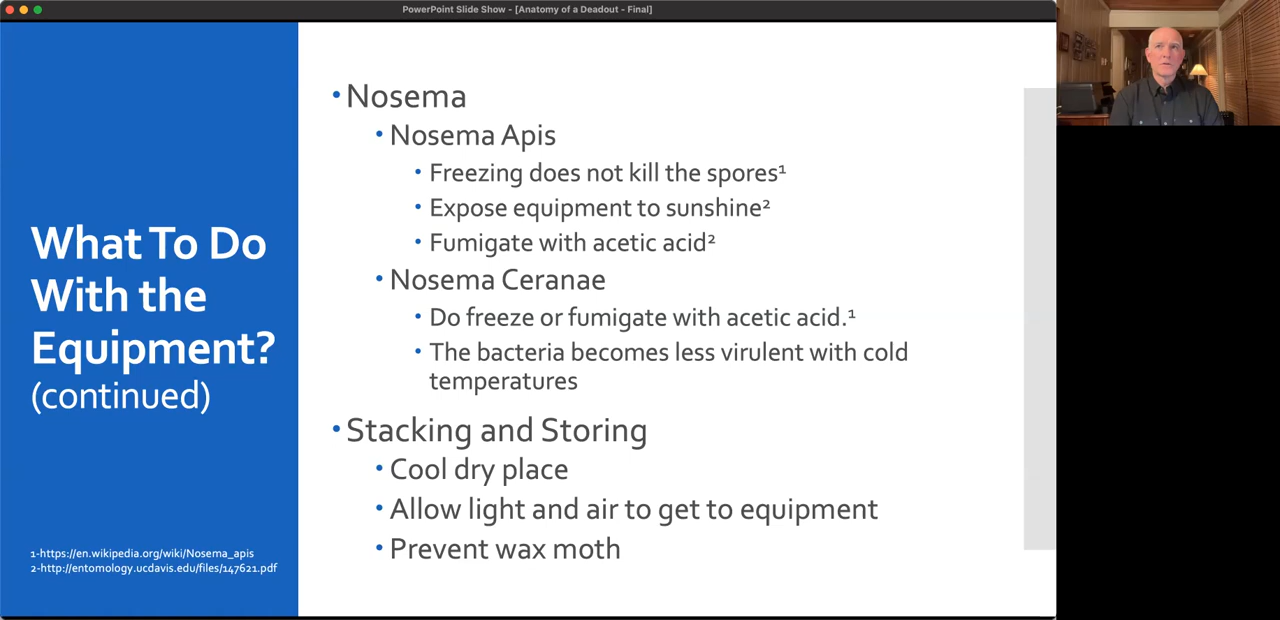 PowerPoint Slide Show - [Anatomy of a Deadout - Final]
What To Do
With the
Equipment?
(continued)
1-https://en.wikipedia.org/wiki/Nosema_apis
2-http://entomology.ucdavis.edu/files/147621.pdf
• Nosema
• Nosema Apis
• Freezing does not kill the spores¹
• Expose equipment to sunshine²
• Fumigate with acetic acid²
• Nosema Ceranae
• Do freeze or fumigate with acetic acid.¹
• The bacteria becomes less virulent with cold
temperatures
• Stacking and Storing
• Cool dry place
• Allow light and air to get to equipment
• Prevent wax moth